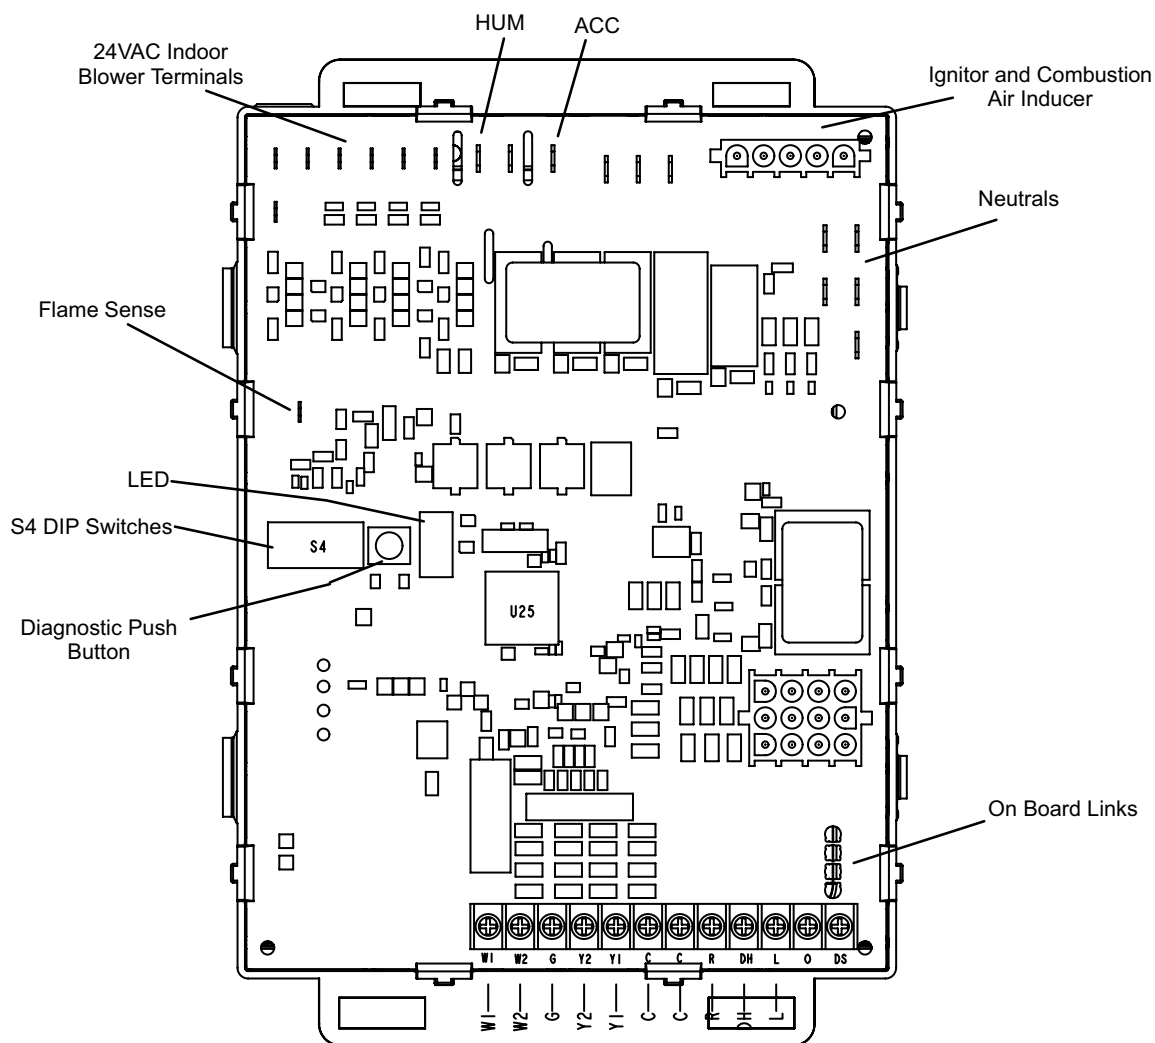 HUM
ACC
24VAC Indoor
Blower Terminals
Ignitor and Combustion
Air Inducer
Neutrals
Flame Sense
LED
S4 DIP Switches
S4
Diagnostic Push
Button
U25
On Board Links
W1 W2 G Y2 Y1 C C R DH L O DS
W1 W2 G Y2 Y1 C C R DH L